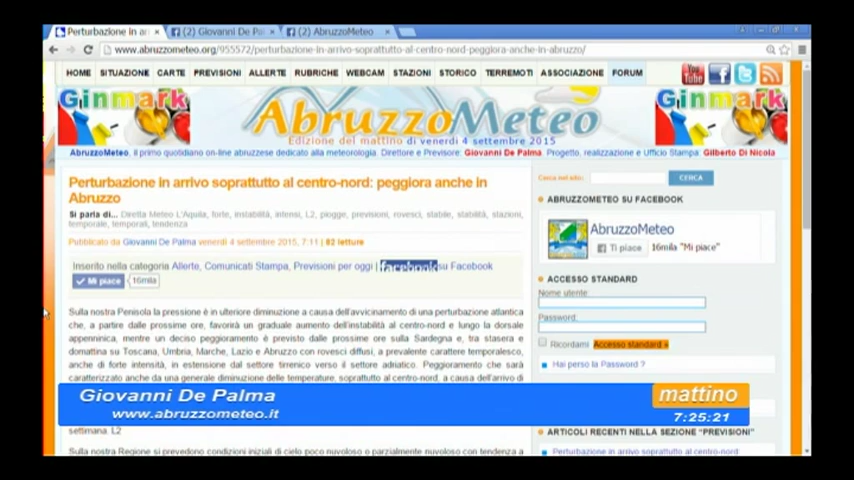 Perturbazione in arr
(2) Giovanni De Pal
(2) AbruzzoMeteo
www.abruzzometeo.org/955572/perturbazione-in-arrivo-soprattutto-al-centro-nord-peggiora-anche-in-abruzzo/
HOME SITUAZIONE CARTE PREVISIONI ALLERTE RUBRICHE WEBCAM STAZIONI STORICO TERREMOTI ASSOCIAZIONE FORUM
You Tube
Ginmark
AbruzzoMeteo
Ginmark
Edizione del mattino di venerdì 4 settembre 2015
AbruzzoMeteo, il primo quotidiano on-line abruzzese dedicato alla meteorologia. Direttore e Previsore: Giovanni De Palma. Progetto, realizzazione e Ufficio Stampa: Gilberto Di Nicola
Perturbazione in arrivo soprattutto al centro-nord: peggiora anche in
Abruzzo
Si parla di... Diretta Meteo L'Aquila, forte, instabilità, intensi, L2, piogge, previsioni, rovesci, stabile, stabilità, stazioni,
temporale, temporali, tendenza
Pubblicato da Giovanni De Palma venerdì 4 settembre 2015, 7:11 | 82 letture
Inserito nella categoria Allerte, Comunicati Stampa, Previsioni per oggi | facebook su Facebook
Mi piace 16mila
Sulla nostra Penisola la pressione è in ulteriore diminuzione a causa dell'avvicinamento di una perturbazione atlantica
che, a partire dalle prossime ore, favorirà un graduale aumento dell'instabilità al centro-nord e lungo la dorsale
appenninica, mentre un deciso peggioramento è previsto dalle prossime ore sulla Sardegna e, tra stasera e
domattina su Toscana, Umbria, Marche, Lazio e Abruzzo con rovesci diffusi, a prevalente carattere temporalesco,
anche di forte intensità, in estensione dal settore tirrenico verso il settore adriatico. Peggioramento che sarà
caratterizzato anche da una generale diminuzione delle temperature, soprattutto al centro-nord, a causa dell'arrivo di
settimana. L2
Sulla nostra Regione si prevedono condizioni iniziali di cielo poco nuvoloso o parzialmente nuvoloso con tendenza a
Cerca nel sito: CERCA
ABRUZZOMETEO SU FACEBOOK
AbruzzoMeteo
Ti piace 16mila "Mi piace"
ACCESSO STANDARD
Nome utente:
Password:
Ricordami Accesso standard »
Hai perso la Password ?
ARTICOLI RECENTI NELLA SEZIONE "PREVISIONI"
Perturbazione in arrivo soprattutto al centro-nord:
Giovanni De Palma
www.abruzzometeo.it
mattino
7:25:21